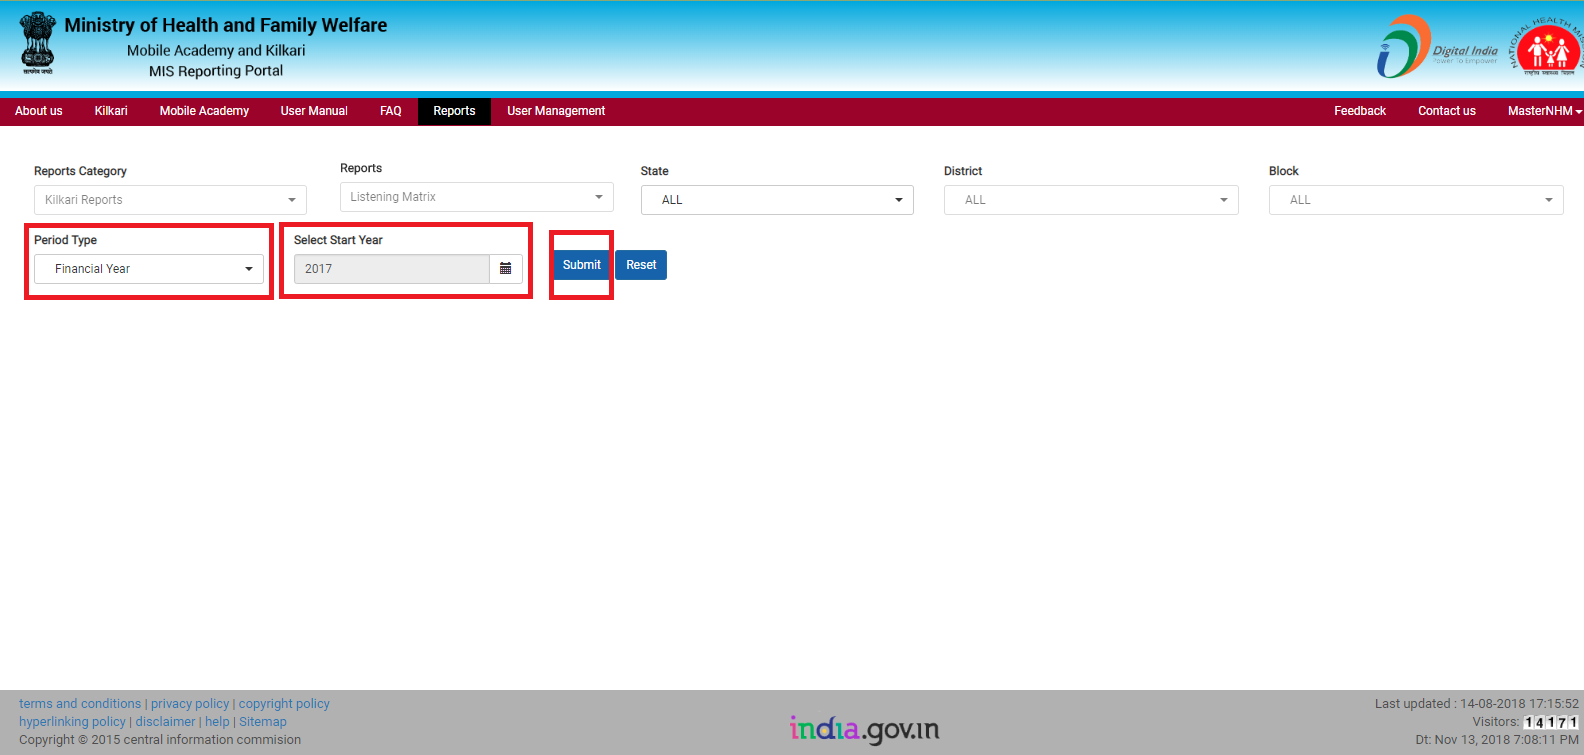 Ministry of Health and Family Welfare
Mobile Academy and Kilkari
MIS Reporting Portal
सत्यमेव जयते
Digital India
Power To Empower
NATIONAL HEALTH
राष्ट्रीय स्वास्थ्य मिशन
About us Kilkari Mobile Academy User Manual FAQ Reports User Management Feedback Contact us MasterNHM
Reports Category Reports State District Block
Kilkari Reports Listening Matrix ALL ALL ALL
Period Type Select Start Year
Financial Year 2017 Submit Reset
terms and conditions | privacy policy | copyright policy
hyperlinking policy | disclaimer | help | Sitemap
Copyright © 2015 central information commision
india.gov.in
Last updated : 14-08-2018 17:15:52
Visitors: 14171
Dt: Nov 13, 2018 7:08:11 PM